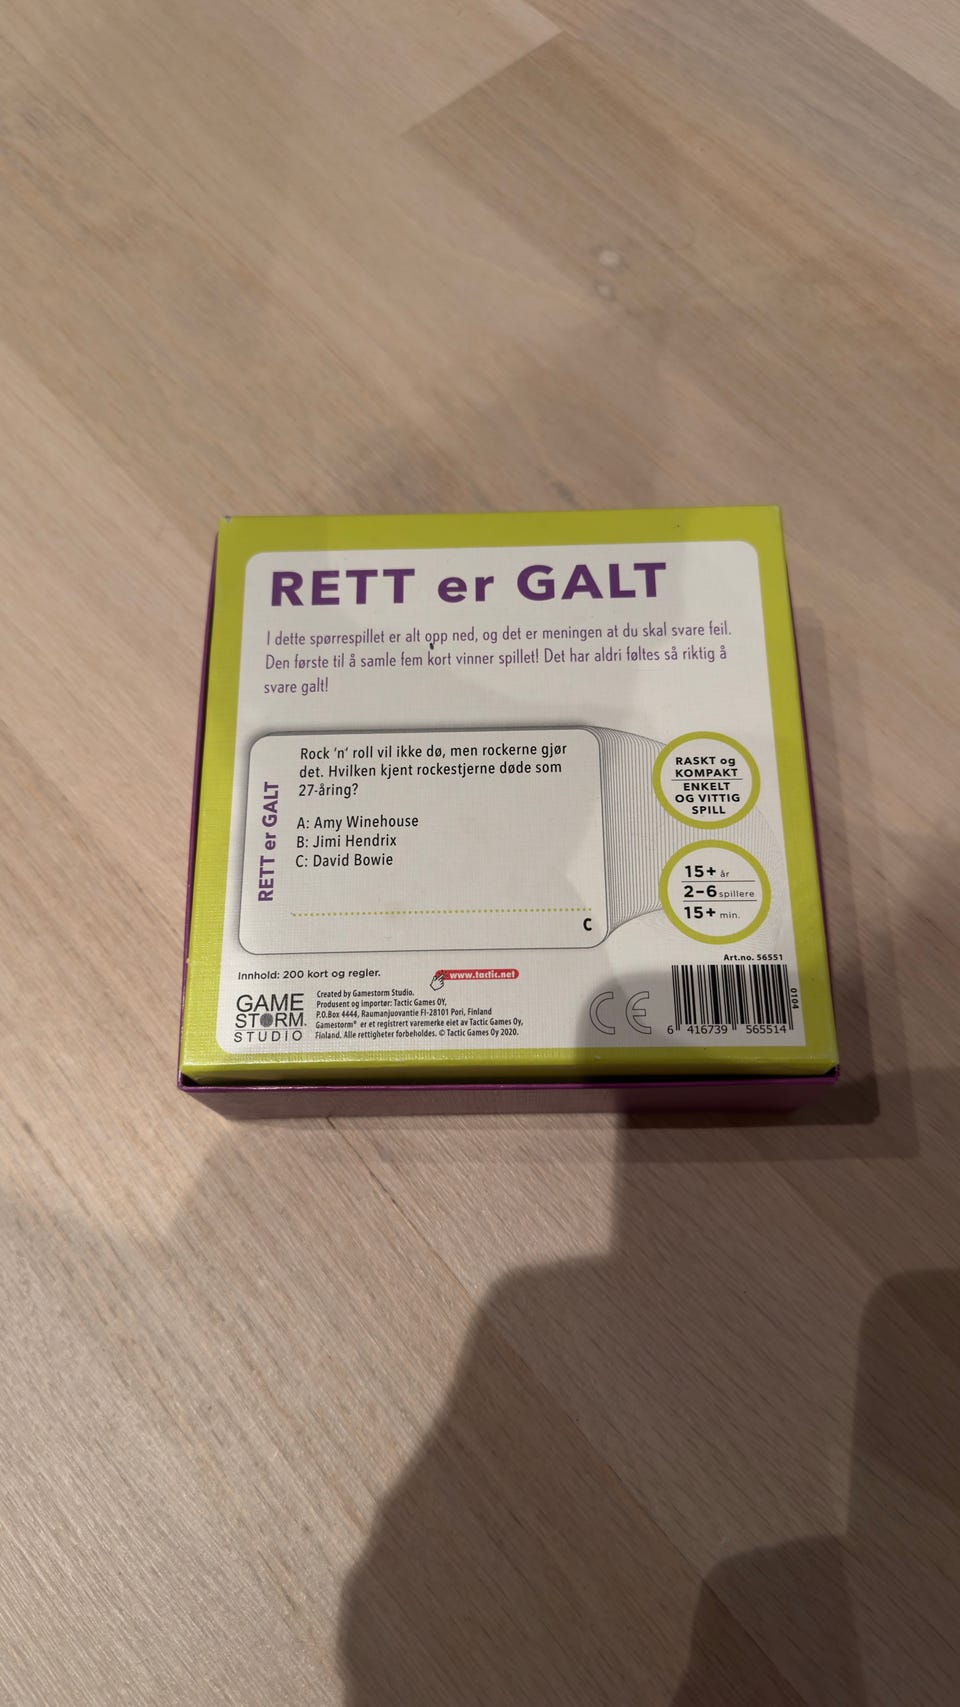 RETT er GALT
I dette spørrespillet er alt opp ned, og det er meningen at du skal svare feil.
Den første til å samle fem kort vinner spillet! Det har aldri føltes så riktig å
svare galt!
RETT er GALT
Rock 'n' roll vil ikke dø, men rockerne gjør
det. Hvilken kjent rockestjerne døde som
27-åring?
A: Amy Winehouse
B: Jimi Hendrix
C: David Bowie
C
RASKT og
KOMPAKT
ENKELT
OG VITTIG
SPILL
15+ år
2–6 spillere
15+ min.
Innhold: 200 kort og regler.
www.tactic.net
GAME
STORM
STUDIO
Created by Gamestorm Studio.
Produsent og importør: Tactic Games OY,
P.O.Box 4444, Raumanjuovantie FI-28101 Pori, Finland
Gamestorm® er et registrert varemerke eiet av Tactic Games Oy,
Finland. Alle rettigheter forbeholdes. © Tactic Games Oy 2020.
CE
Art.no. 56551
6 416739 565514
0104